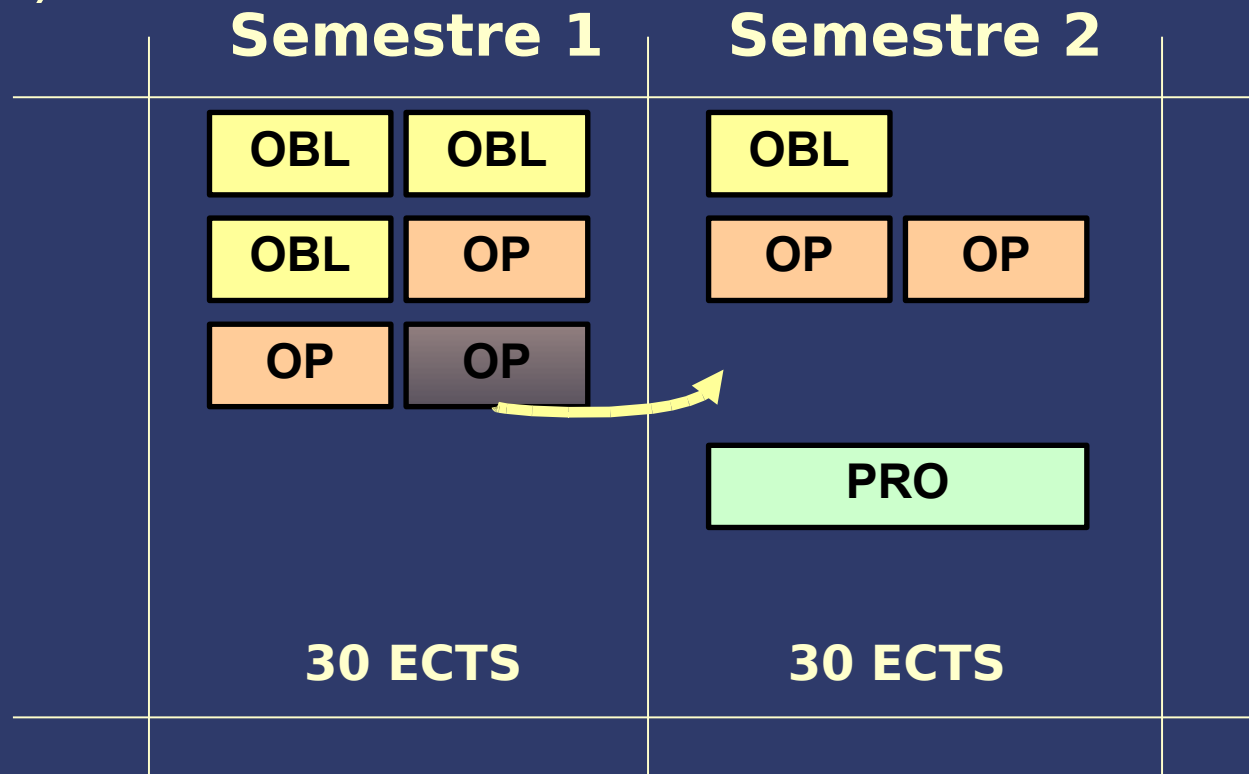 Semestre 1 Semestre 2
OBL OBL OBL
OBL OP OP OP
OP OP
PRO
30 ECTS 30 ECTS